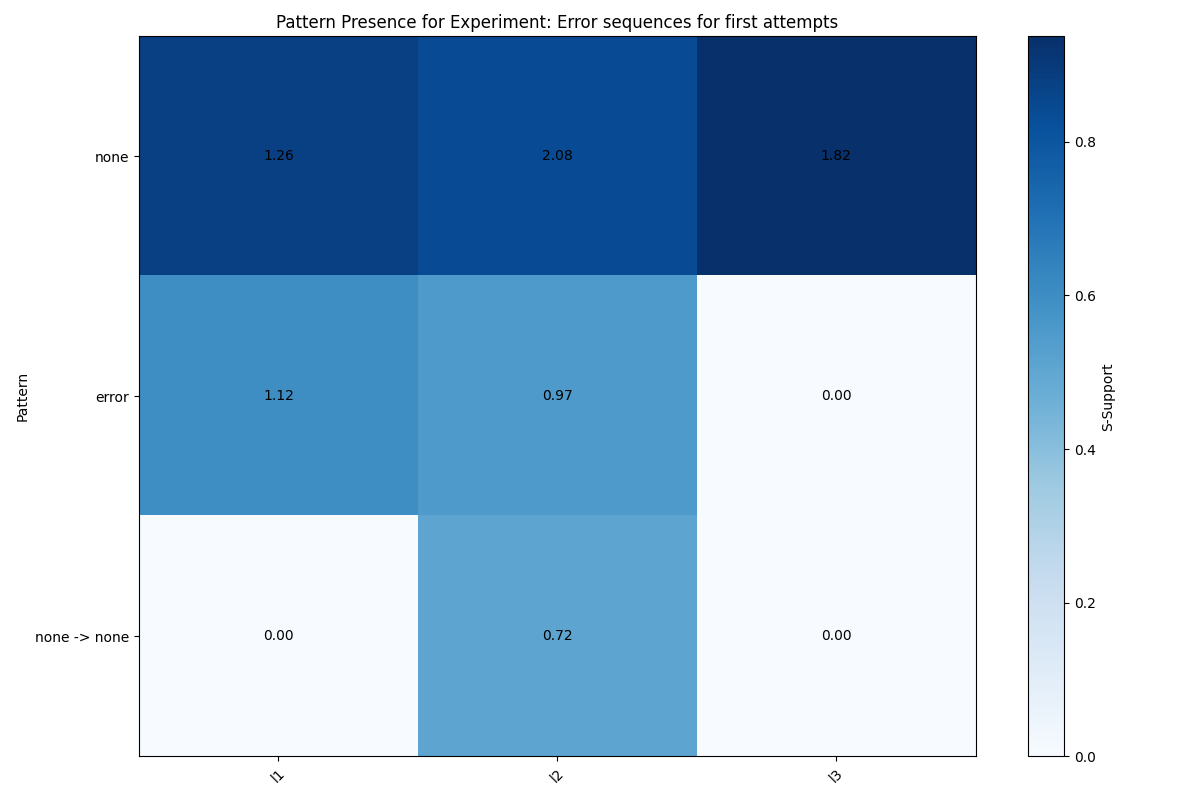 Pattern Presence for Experiment: Error sequences for first attempts
none
1.26
2.08
1.82
error
1.12
0.97
0.00
none -> none
0.00
0.72
0.00
Pattern
I1
I2
I3
0.8
0.6
0.4
0.2
0.0
S-Support